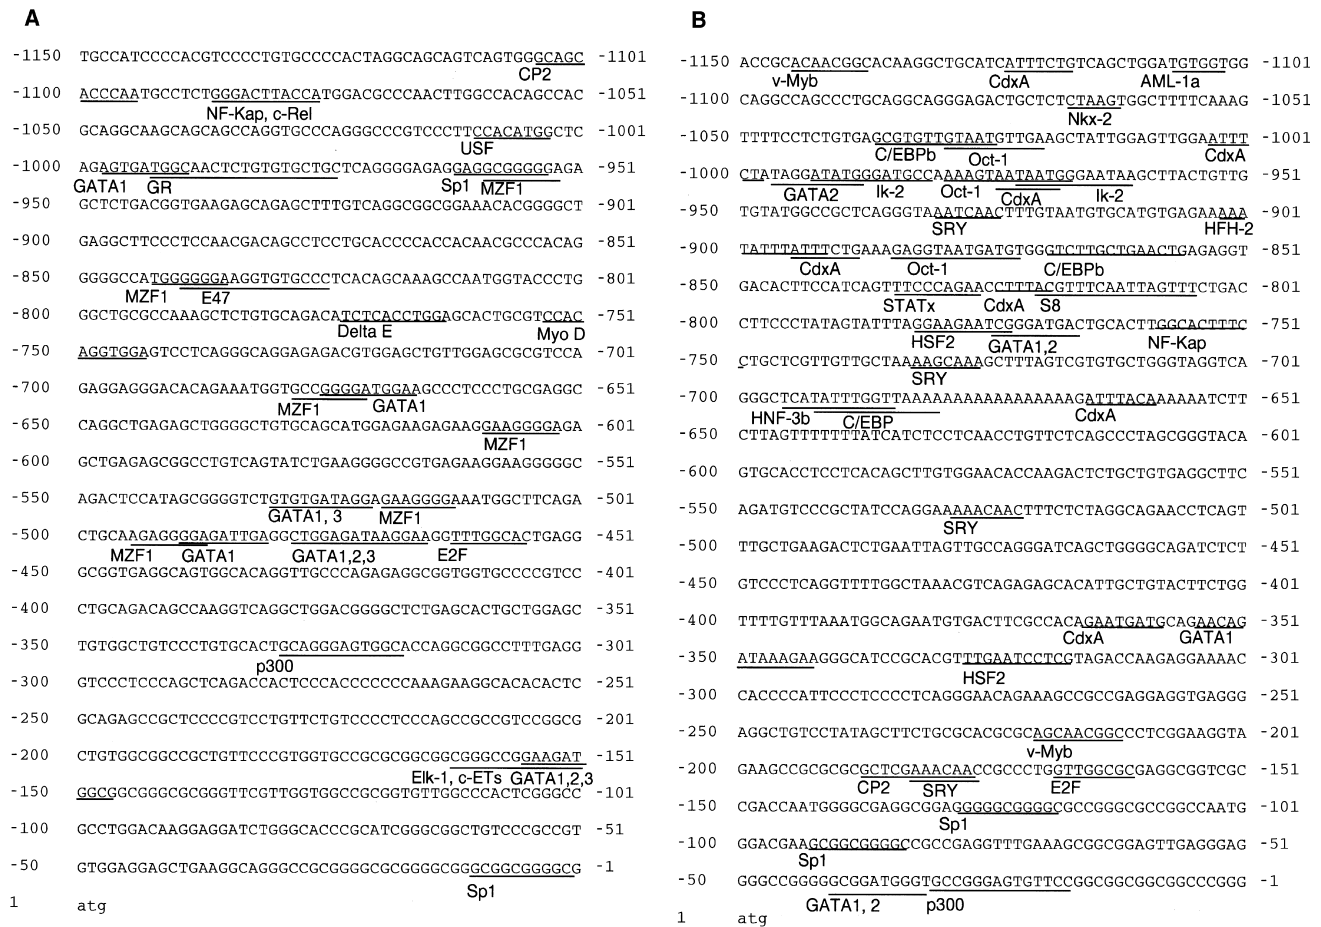 A
-1150 TGCCATCCCCACGTCCCCTGTGCCCCACTAGGCAGCAGTCAGTGGGCAGC -1101
CP2
-1100 ACCCAATGCCTCTGGGACTTACCATGGACGCCCAACTTGGCCACAGCCAC -1051
NF-Kap, c-Rel
-1050 GCAGGCAAGCAGCAGCCAGGTGTGCCCAGGGCCCGTCCCTTCCACATGGCTC -1001
USF
-1000 AGAGTGATGGCAACTCTGTGTGCTGCTCAGGGGAGAGGAGGCGGGGGAGA -951
GATA1 GR Sp1 MZF1
-950 GCTCTGACGGTGAAGAGCAGAGCTTTGTCAGGCGGCGGAAACACGGGGCT -901
-900 GAGGCTTCCCTCCAACGACAGCCTCCTGCACCCCACCACAACGCCCACAG -851
-850 GGGGCCATGGGGGGAAGGTGTGCCCTCACAGCAAAGCCAATGGTACCCTG -801
MZF1 E47
-800 GGCTGCGCCAAAGCTCTGTGCAGACATCTCACCTGGAGCACTGCGTCCAC -751
Delta E Myo D
-750 AGGTGGAGTCCTCAGGGCAGGAGAGACGTGGAGCTGTTGGAGCGCGTCCA -701
-700 GAGGAGGGACACAGAAATGGTGCCGGGGATGGAAGCCCTCCCTGCGAGGC -651
MZF1 GATA1
-650 CAGGCTGAGAGCTGGGGCTGTGCAGCATGGAGAAGAGAAGGAAGGGGAGA -601
MZF1
-600 GCTGAGAGCGGCCTGTCAGTATCTGAAGGGGCCGTGAGAAGGAAGGGGGC -551
-550 AGACTCCATAGCGGGGTCTGTGTGATAGGAGAAGGGGAAATGGCTTCAGA -501
GATA1, 3 MZF1
-500 CTGCAAGAGGGGAGATTGAGGCTGGAGATAAGGAAGGTTTGGCACTGAGG -451
MZF1 GATA1 GATA1,2,3 E2F
-450 GCGGTGAGGCAGTGGCACAGGTTGCCCAGAGAGGCGGTGGTGCCCCGTCC -401
-400 CTGCAGACAGCCAAGGTCAGGCTGGACGGGGCTCTGAGCACTGCTGGAGC -351
-350 TGTGGCTGTCCCTGTGCACTGCAGGGAGTGGCACCAGGCGGCCTTTGAGG -301
p300
-300 GTCCCTCCCAGCTCAGACCACTCCCACCCCCCCAAAGAAGGCACACACTC -251
-250 GCAGAGCCGCTCCCCGTCCTGTTCTGTCCCCTCCCAGCCGCCGTCCGGCG -201
-200 CTGTGGCGGCCGCTGTTCCCGTGGTGCCGCGCGGCGGCGGGCCGGAAGAT -151
Elk-1, c-ETs GATA1,2,3
-150 GGCGGCGGGCGCGGGTTCGTTGGTGGCCGCGGTGTTGGCCCACTCGGGCC -101
-100 GCCTGGACAAGGAGGATCTGGGCACCCGCATCGGGCGGCTGTCCCGCCGT -51
-50 GTGGAGGAGCTGAAGGCAGGGCCGCGGGGCGCGGGGCGGGCGGCGGGGCG -1
Sp1
1 atg
B
-1150 ACCGCACAACGGCACAAGGCTGCATCATTTCTGTCAGCTGGATGTGGTGG -1101
v-Myb CdxA AML-1a
-1100 CAGGCCAGCCCTGCAGGCAGGGAGACTGCTCTCTAAGTGGCTTTTCAAAG -1051
Nkx-2
-1050 TTTTCCTCTGTGAGCGTGTTGTAATGTTGAAGCTATTGGAGTTGGAATTT -1001
C/EBPb Oct-1 CdxA
-1000 CTATAGGATATGGGATGCCAAAAGTAATAATGGGAATAAGCTTACTGTTG -951
GATA2 Ik-2 Oct-1 CdxA Ik-2
-950 TGTATGGCCGCTCAGGGTAAATCAACTTTGTAATGTGCATGTGAGAAAAA -901
SRY HFH-2
-900 TATTTATTTCTGAAAGAGGTAATGATGTGGGTCTTGCTGAACTGAGAGGT -851
CdxA Oct-1 C/EBPb
-850 GACACTTCCATCAGTTTCCCAGAACCTTTACGTTTCAATTAGTTTCTGAC -801
STATx CdxA S8
-800 CTTCCCTATAGTATTTAGGAAGAATCGGGATGACTGCACTTGGCACTTTC -751
HSF2 GATA1,2 NF-Kap
-750 CTGCTCGTTGTTGCTAAAAGCAAAGCTTTAGTCGTGTGCTGGGTAGGTCA -701
SRY
-700 GGGCTCATATTTGGTTAAAAAAAAAAAAAAAAAAGATTTACAAAAAATCTT -651
HNF-3b C/EBP CdxA
-650 CTTAGTTTTTTTATCATCTCCTCAACCTGTTCTCAGCCCTAGCGGGTACA -601
-600 GTGCACCTCCTCACAGCTTGTGGAACACCAAGACTCTGCTGTGAGGCTTC -551
-550 AGATGTCCCGCTATCCAGGAAAAACAACTTTCTCTAGGCAGAACCTCAGT -501
SRY
-500 TTGCTGAAGACTCTGAATTAGTTGCCAGGGATCAGCTGGGGCAGATCTCT -451
-450 GTCCCTCAGGTTTTGGCTAAACGTCAGAGAGCACATTGCTGTACTTCTGG -401
-400 TTTTGTTTAAATGGCAGAATGTGACTTCGCCACAGAATGATGCAGAACAG -351
CdxA GATA1
-350 ATAAAGAAGGGCATCCGCACGTTTGAATCCTCGTAGACCAAGAGGAAAAC -301
HSF2
-300 CACCCCATTCCCTCCCCTCAGGGAACAGAAAGCCGCCGAGGAGGTGAGGG -251
-250 AGGCTGTCCTATAGCTTCTGCGCACGCGCAGCAACGGCCCTCGGAAGGTA -201
v-Myb
-200 GAAGCCGCGCGCGCTCGAAACAACCGCCCTGGTTGGCGCGAGGCGGTCGC -151
CP2 SRY E2F
-150 CGACCAATGGGGCGAGGCGGAGGGGGCGGGGCGCCGGGCGCCGGCCAATG -101
Sp1
-100 GGACGAAGCGGCGGGGCCGCCGAGGTTTGAAAGCGGCGGAGTTGAGGGAG -51
Sp1
-50 GGGCCGGGGGCGGATGGGTGCCGGGAGTGTTCCGGCGGCGGCGGCCCGGG -1
GATA1, 2 p300
1 atg